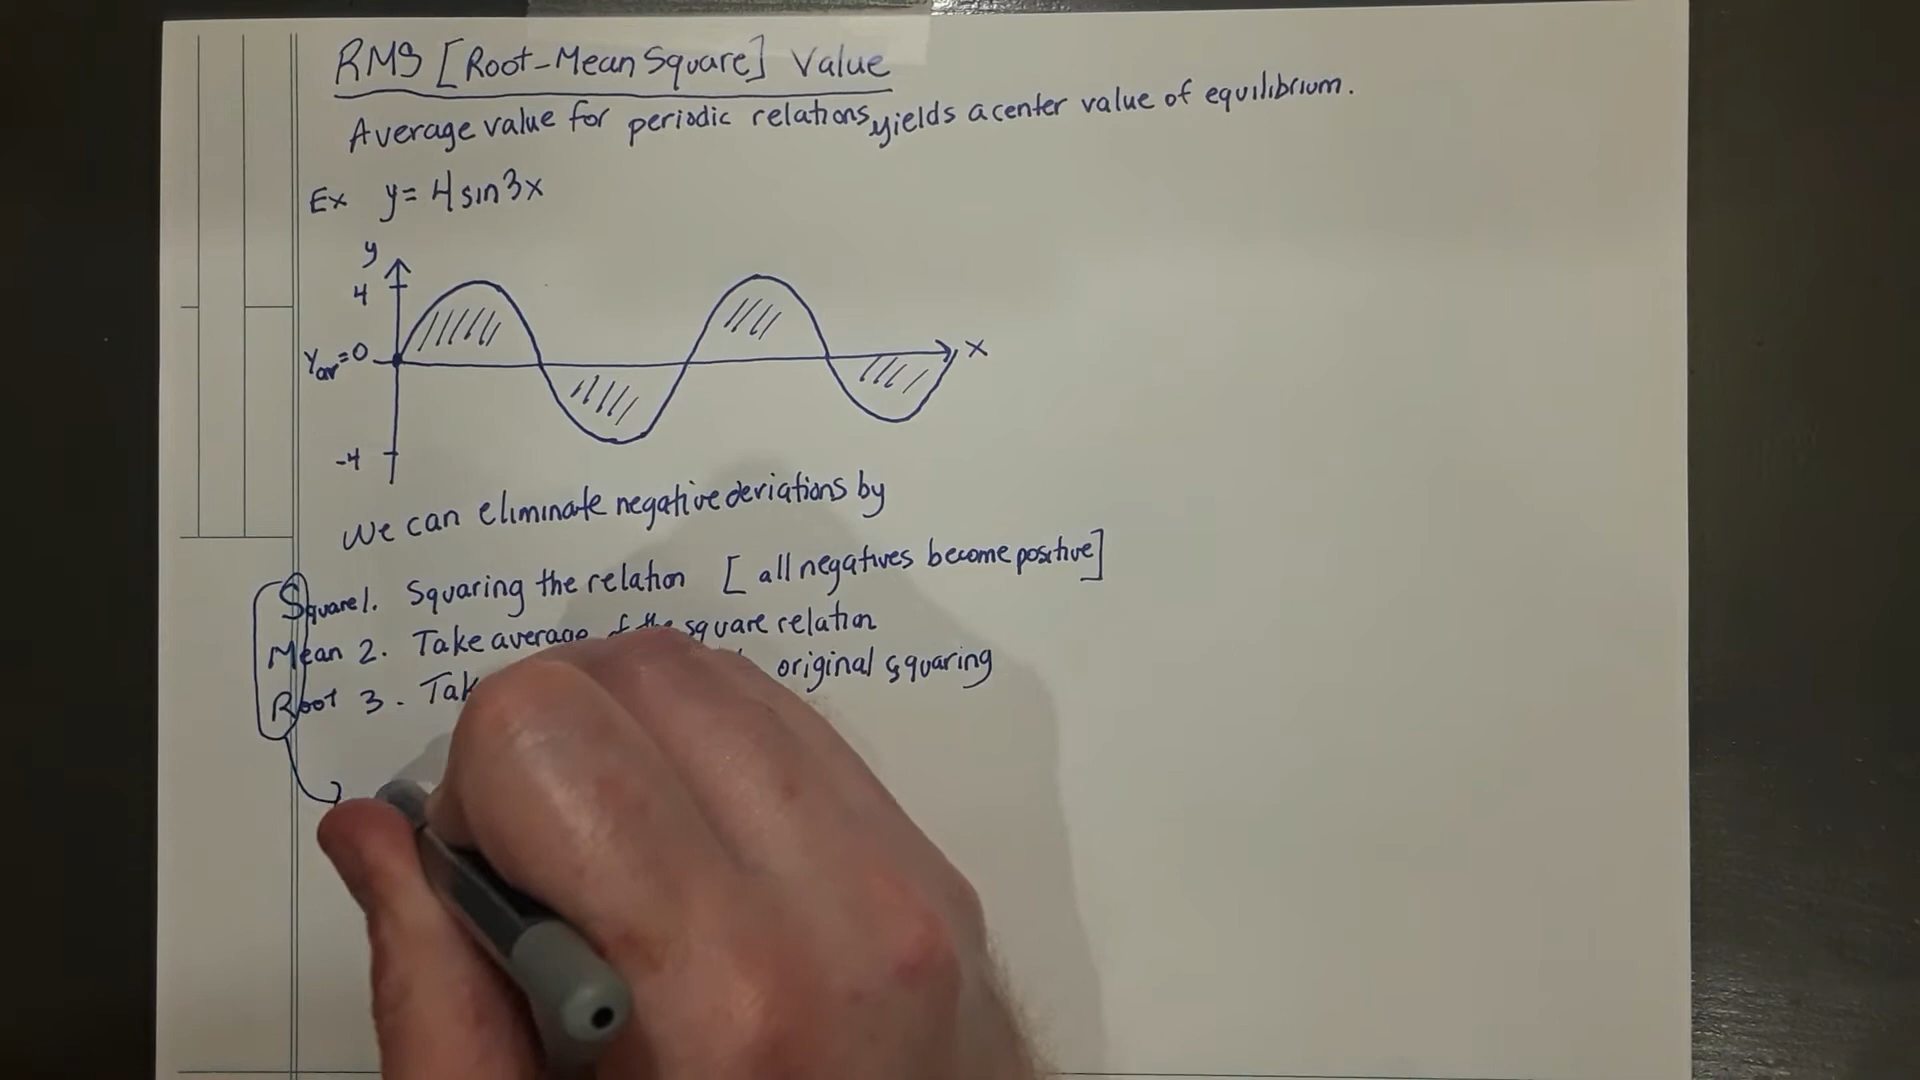 RMS [Root-Mean Square] Value
Average value for periodic relations, yields a center value of equilibrium.
Ex y = 4 sin 3x
y
4
Yav = 0
x
-4
We can eliminate negative deviations by
Square 1. Squaring the relation [all negatives become positive]
Mean 2. Take average of the square relation
Root 3. original squaring